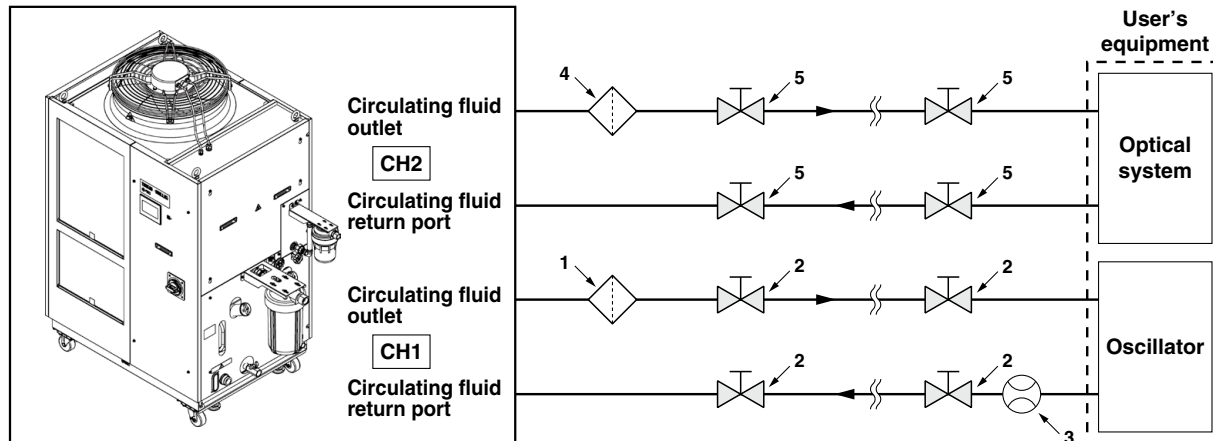 User's
equipment
4
5
5
Circulating fluid
outlet
CH2
Optical
system
5
5
Circulating fluid
return port
1
2
2
Circulating fluid
outlet
CH1
Oscillator
2
2
Circulating fluid
return port
3